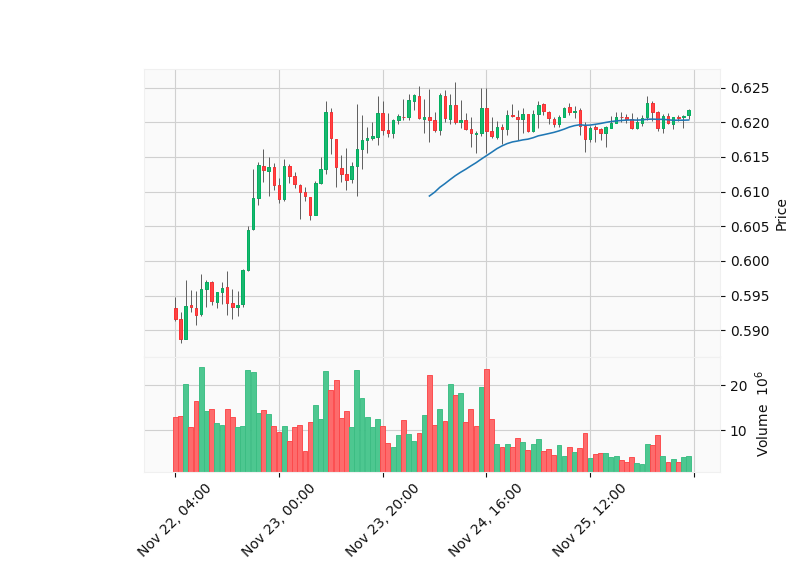 0.625
0.620
0.615
0.610
0.605
0.600
0.595
0.590
Price
20
10
Volume 10^6
Nov 22, 04:00
Nov 23, 00:00
Nov 23, 20:00
Nov 24, 16:00
Nov 25, 12:00